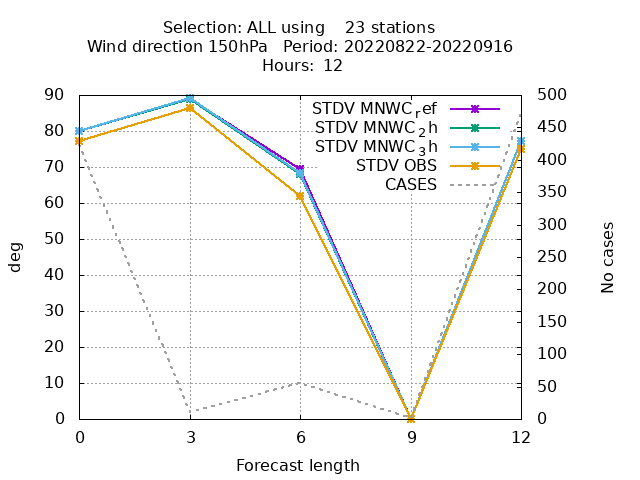 Selection: ALL using    23 stations
Wind direction 150hPa   Period: 20220822-20220916
Hours:  12
90
80
70
60
50
40
30
20
10
0
500
450
400
350
300
250
200
150
100
50
0
STDV MNWC_ref
STDV MNWC_2h
STDV MNWC_3h
STDV OBS
CASES
deg
No cases
0 3 6 9 12
Forecast length